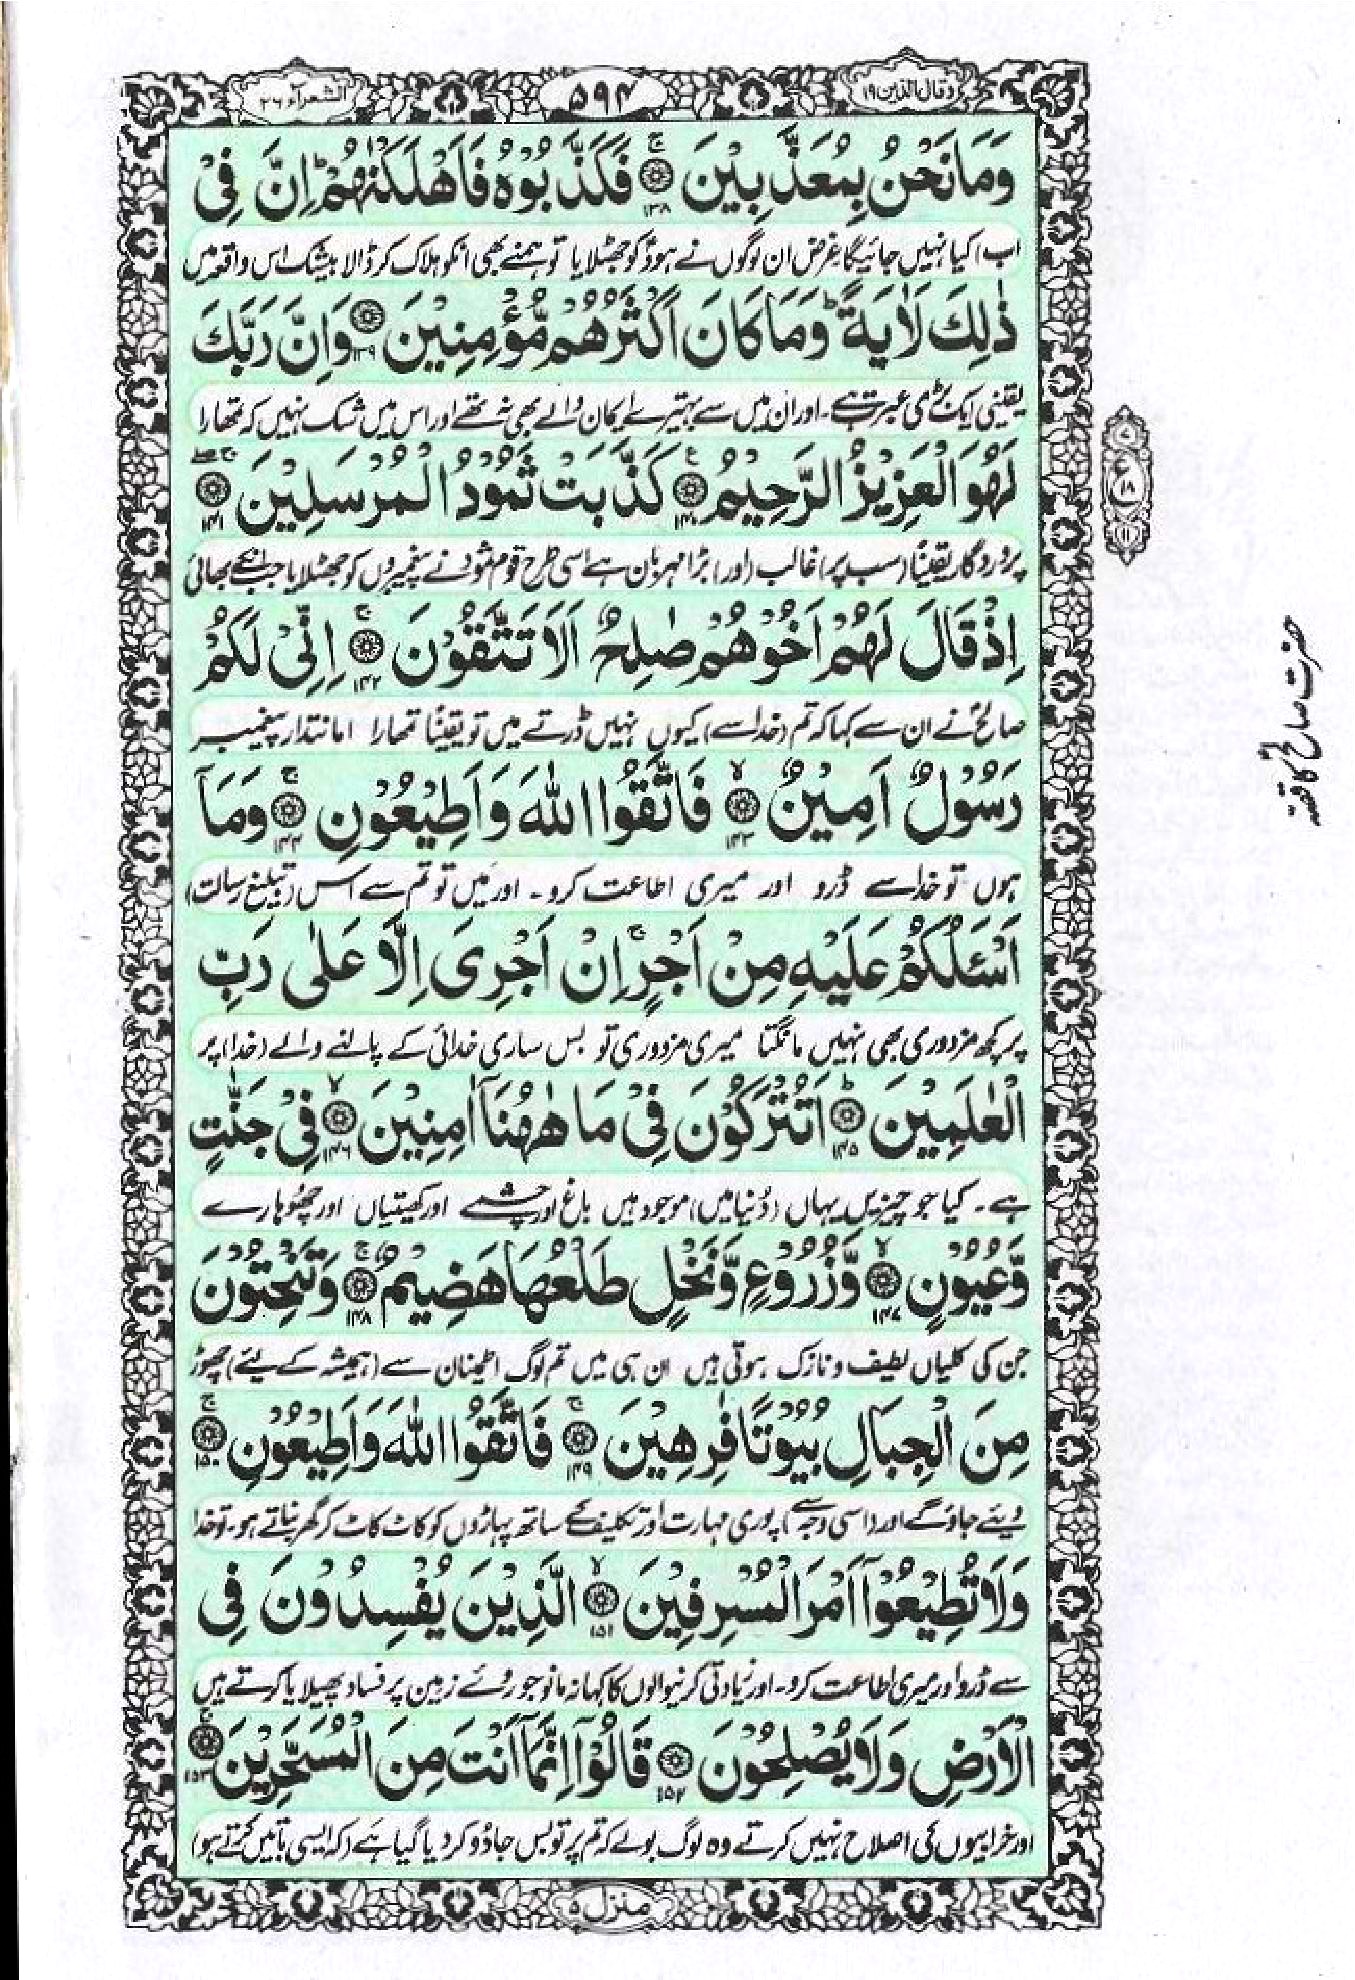 وقال الذين ١٩
۵۹۴
الشعرآء ٢٦
وَمَا نَحْنُ بِمُعَذَّبِيْنَ ۚ﴿۱۳۸﴾ فَكَذَّبُوْهُ فَاَهْلَكْنٰهُمْ ؕ اِنَّ فِیْ
اب) کیا نہیں جائیگا غرض ان لوگوں نے ہودؑ کو جھٹلایا تو ہمنے بھی انکو ہلاک کر ڈالا بیشک اس واقعہ میں
ذٰلِكَ لَاٰيَةً ؕ وَمَا كَانَ اَكْثَرُهُمْ مُّؤْمِنِيْنَ ﴿۱۳۹﴾ وَاِنَّ رَبَّكَ
یقینی ایک بڑی عبرت ہے۔ اور ان میں سے بہتیرے ایمان لانے والے بھی نہ تھے اور اس میں شک نہیں کہ تمھارا
لَهُوَ الْعَزِيْزُ الرَّحِيْمُ ﴿۱۴۰﴾ كَذَّبَتْ ثَمُوْدُ الْمُرْسَلِيْنَ ﴿۱۴۱﴾
پروردگار یقیناً (سب پر) غالب (اور) بڑا مہربان ہے اسی طرح قوم ثمود نے پیغمبروں کو جھٹلایا جب انکے بھائی
اِذْ قَالَ لَهُمْ اَخُوْهُمْ صٰلِحٌ اَلَا تَتَّقُوْنَ ۚ﴿۱۴۲﴾ اِنِّیْ لَكُمْ
صالحؑ نے ان سے کہا کہ تم (خدا سے) کیوں نہیں ڈرتے میں تو یقیناً تمھارا امانتدار پیغمبر
رَسُوْلٌ اَمِيْنٌ ۙ﴿۱۴۳﴾ فَاتَّقُوا اللّٰهَ وَاَطِيْعُوْنِ ۚ﴿۱۴۴﴾ وَمَاۤ
ہوں تو خدا سے ڈرو اور میری اطاعت کرو۔ اور میں تو تم سے اس (تبلیغ رسالت)
اَسْـَٔلُكُمْ عَلَيْهِ مِنْ اَجْرٍ ۚ اِنْ اَجْرِیَ اِلَّا عَلٰى رَبِّ
پر کچھ مزدوری بھی نہیں مانگتا میری مزدوری تو بس ساری خدائی کے پالنے والے (خدا) پر
الْعٰلَمِيْنَ ؕ﴿۱۴۵﴾ اَتُتْرَكُوْنَ فِیْ مَا هٰهُنَاۤ اٰمِنِيْنَ ۙ﴿۱۴۶﴾ فِیْ جَنّٰتٍ
ہے۔ کیا جو چیزیں یہاں (دُنیا میں) موجود ہیں باغ اور چشمے اور کھیتیاں اور چھوہارے
وَّعُيُوْنٍ ۙ﴿۱۴۷﴾ وَّزُرُوْعٍ وَّنَخْلٍ طَلْعُهَا هَضِيْمٌ ۚ﴿۱۴۸﴾ وَتَنْحِتُوْنَ
جن کی کلیاں لطیف و نازک ہوتی ہیں ان ہی میں تم لوگ اطمینان سے (ہمیشہ کے لیئے) چھوڑ
مِنَ الْجِبَالِ بُيُوْتًا فٰرِهِيْنَ ۚ﴿۱۴۹﴾ فَاتَّقُوا اللّٰهَ وَاَطِيْعُوْنِ ۚ﴿۱۵۰﴾
دیئے جاؤ گے اور (اسی وجہ سے) پوری مہارت اور تکلیف کے ساتھ پہاڑوں کو کاٹ کاٹ کر گھر بناتے ہو۔ تو خدا
وَلَا تُطِيْعُوْۤا اَمْرَ الْمُسْرِفِيْنَ ۙ﴿۱۵۱﴾ الَّذِيْنَ يُفْسِدُوْنَ فِی
سے ڈرو اور میری اطاعت کرو۔ اور زیادتی کرنیوالوں کا کہا نہ مانو جو روئے زمین پر فساد پھیلایا کرتے ہیں
الْاَرْضِ وَلَا يُصْلِحُوْنَ ﴿۱۵۲﴾ قَالُوْۤا اِنَّمَاۤ اَنْتَ مِنَ الْمُسَحَّرِيْنَ ۚ﴿۱۵۳﴾
اور خرابیوں کی اصلاح نہیں کرتے وہ لوگ بولے کہ تم پر تو بس جادو کر دیا گیا ہے (کہ ایسی باتیں کرتے ہو)
منزل ۵
ع
۱۸
۱۱
حضرت صالحؑ کا قصہ